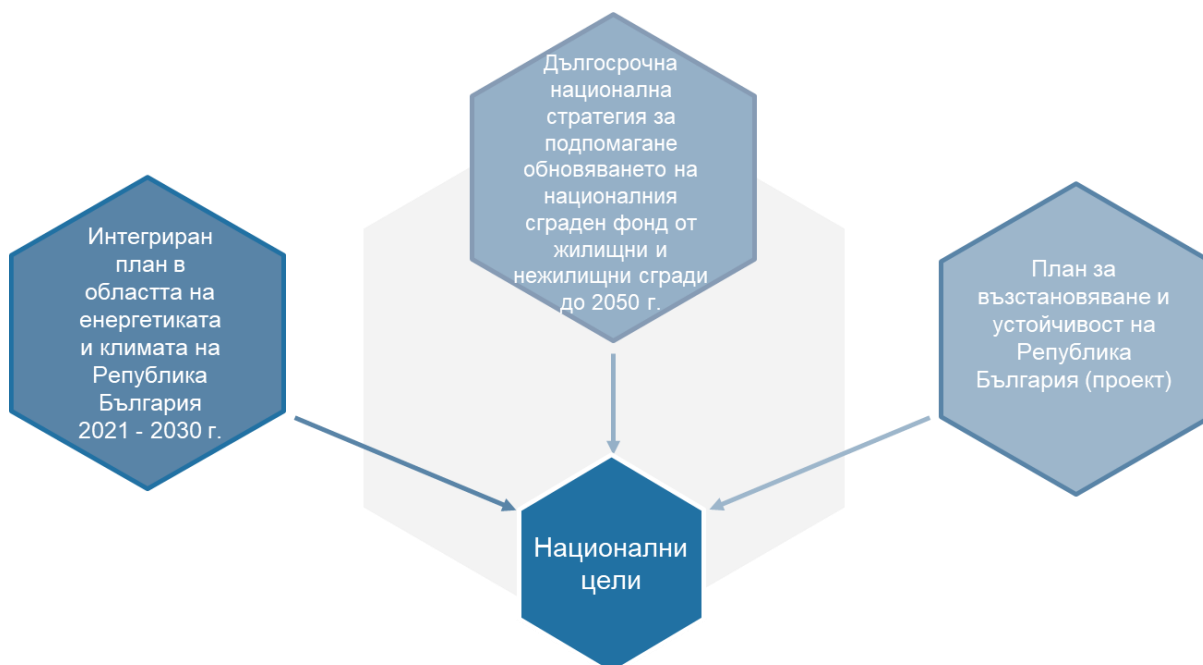 Дългосрочна
национална
стратегия за
подпомагане
обновяването на
националния
сграден фонд от
жилищни и
нежилищни сгради
до 2050 г.
Интегриран
план в
областта на
енергетиката
и климата на
Република
България
2021 - 2030 г.
План за
възстановяване и
устойчивост на
Република
България (проект)
Национални
цели